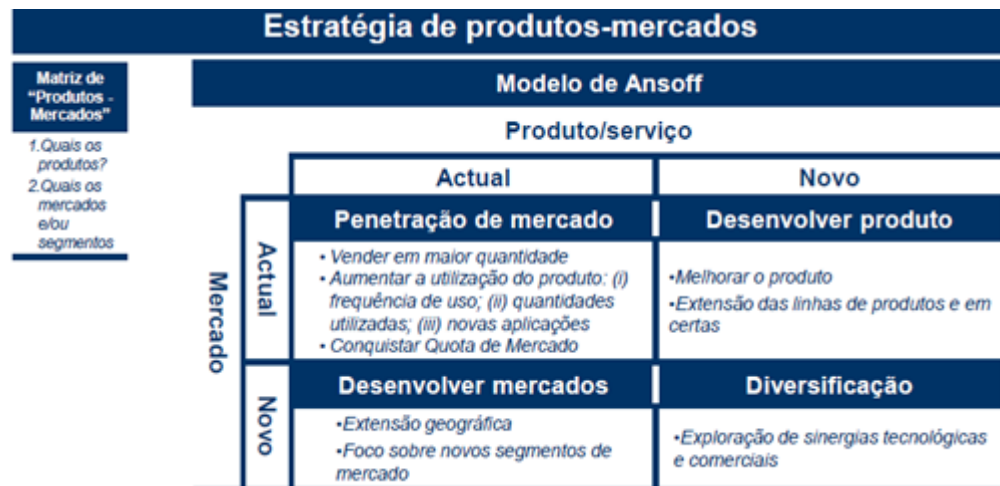 Estratégia de produtos-mercados
Matriz de
“Produtos -
Mercados”
1.Quais os
produtos?
2.Quais os
mercados
e/ou
segmentos
Modelo de Ansoff
Produto/serviço
Actual
Novo
Mercado
Actual
Penetração de mercado
• Vender em maior quantidade
• Aumentar a utilização do produto: (i)
frequência de uso; (ii) quantidades
utilizadas; (iii) novas aplicações
• Conquistar Quota de Mercado
Desenvolver produto
•Melhorar o produto
•Extensão das linhas de produtos e em
certas
Novo
Desenvolver mercados
•Extensão geográfica
•Foco sobre novos segmentos de
mercado
Diversificação
•Exploração de sinergias tecnológicas
e comerciais